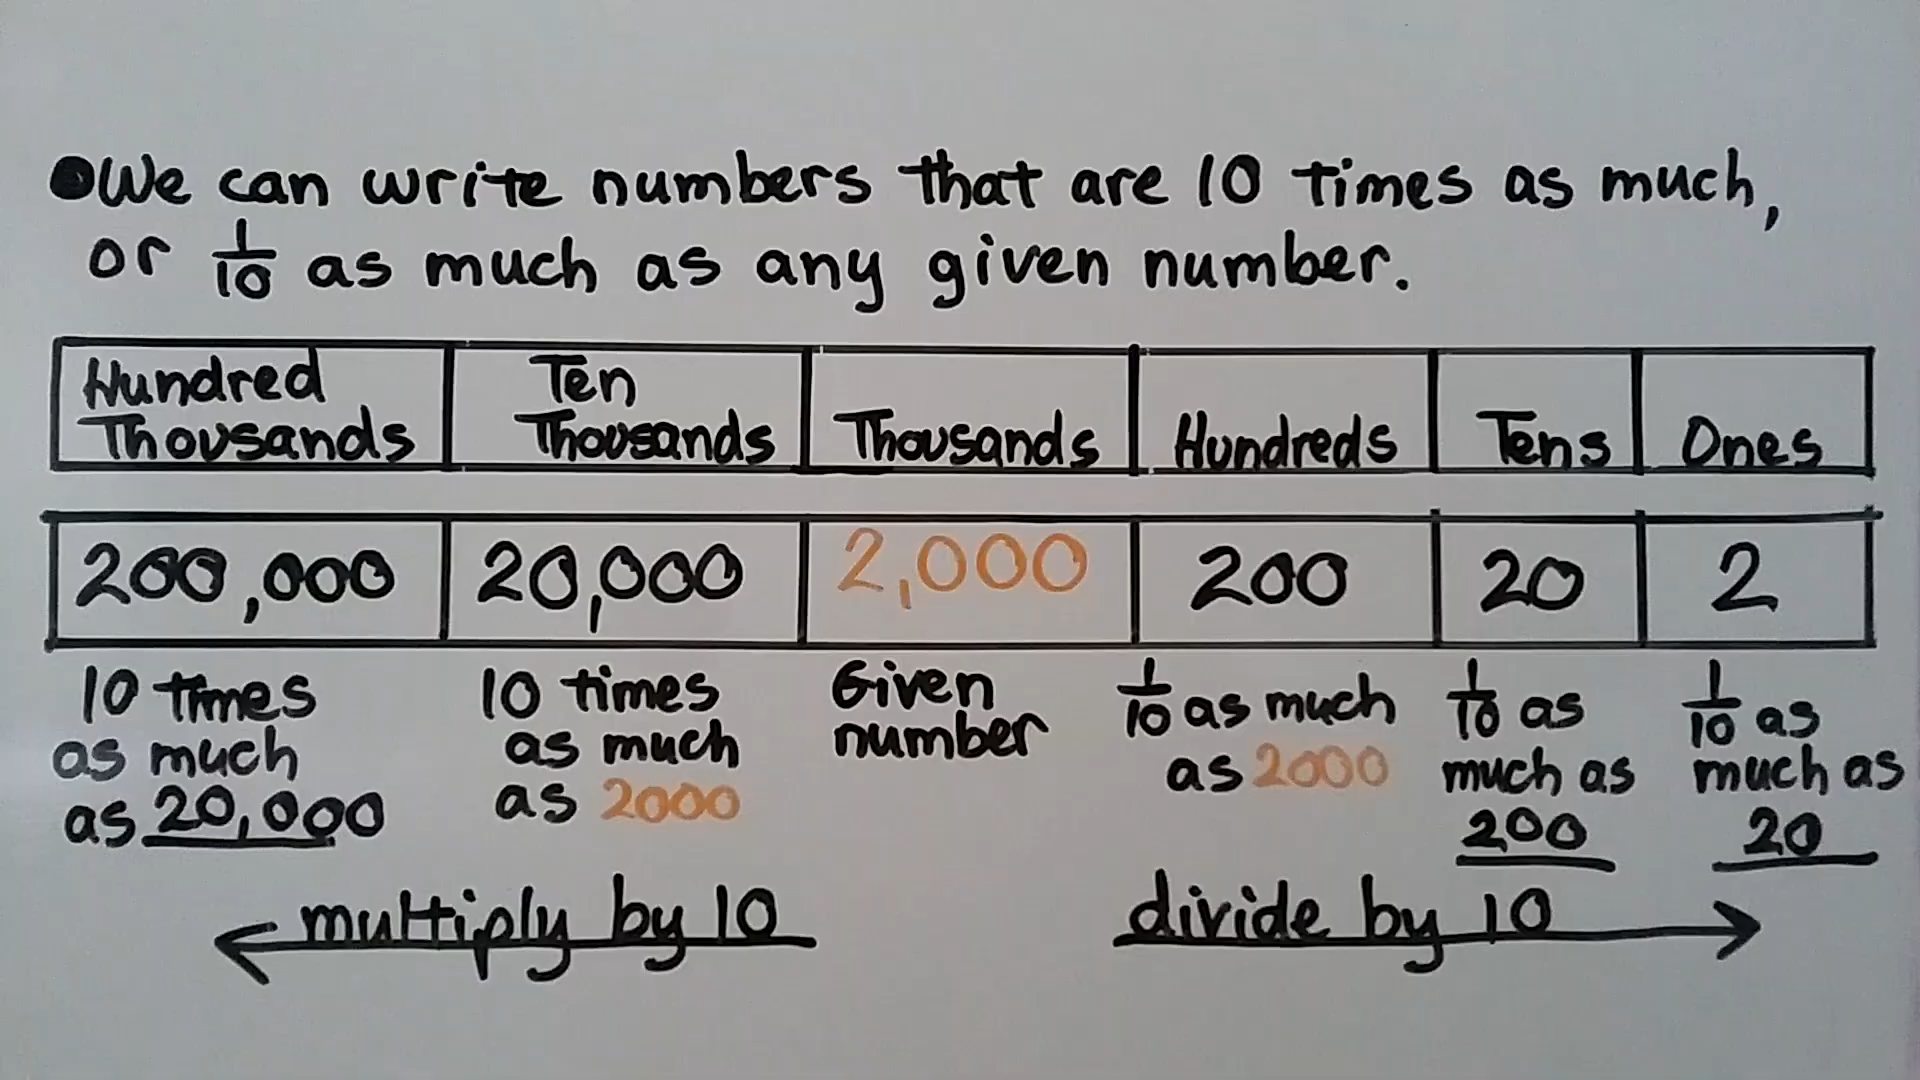 We can write numbers that are 10 times as much,
or 1/10 as much as any given number.
Hundred Thousands
Ten Thousands
Thousands
Hundreds
Tens
Ones
200,000
20,000
2,000
200
20
2
10 times
as much
as 20,000
10 times
as much
as 2000
Given
number
1/10 as much
as 2000
1/10 as
much as
200
1/10 as
much as
20
multiply by 10
divide by 10